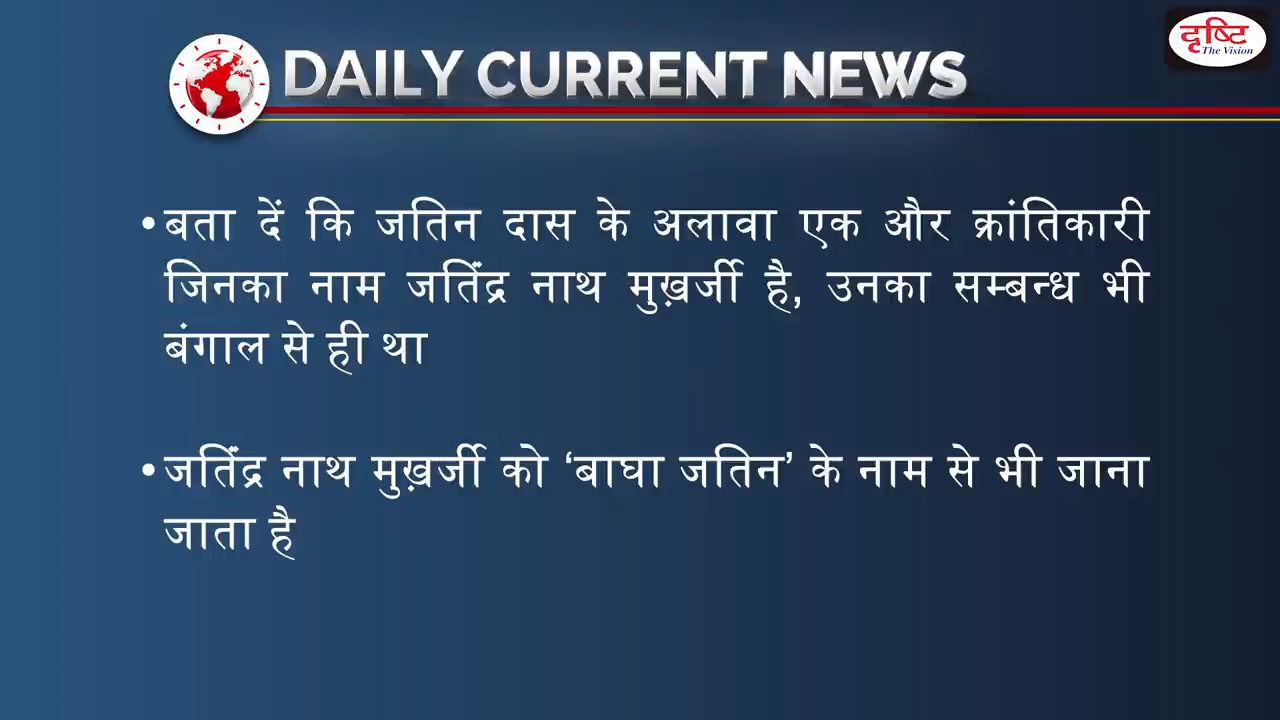 DAILY CURRENT NEWS
दृष्टि
The Vision
•बता दें कि जतिन दास के अलावा एक और क्रांतिकारी
जिनका नाम जतिंद्र नाथ मुख़र्जी है, उनका सम्बन्ध भी
बंगाल से ही था
•जतिंद्र नाथ मुख़र्जी को ‘बाघा जतिन’ के नाम से भी जाना
जाता है